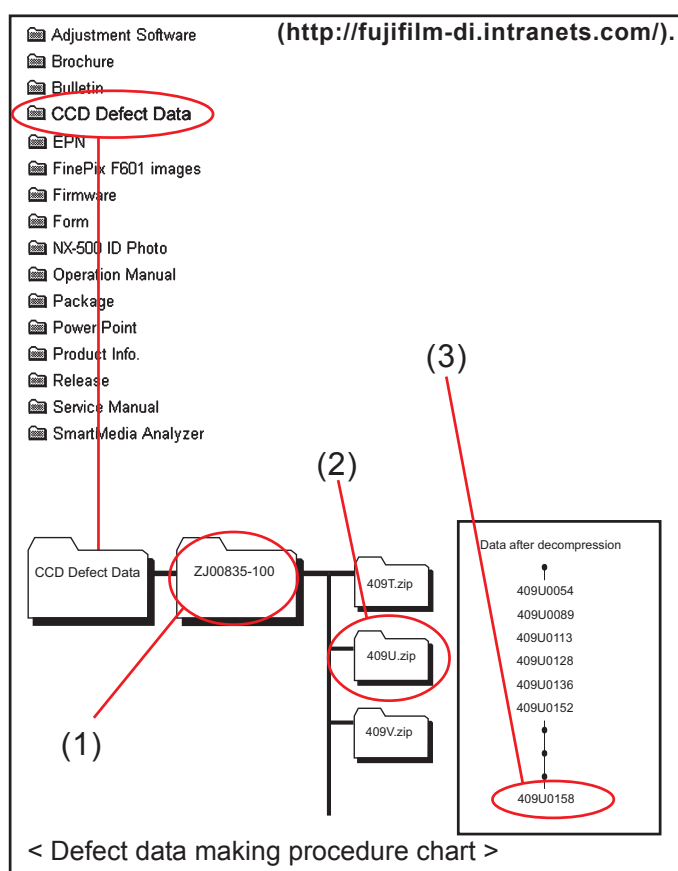 (http://fujifilm-di.intranets.com/).
Adjustment Software
Brochure
Bulletin
CCD Defect Data
EPN
FinePix F601 images
Firmware
Form
NX-500 ID Photo
Operation Manual
Package
Power Point
Product Info.
Release
Service Manual
SmartMedia Analyzer
(3)
(2)
CCD Defect Data
ZJ00835-100
409T.zip
409U.zip
409V.zip
(1)
Data after decompression
409U0054
409U0089
409U0113
409U0128
409U0136
409U0152
409U0158
< Defect data making procedure chart >